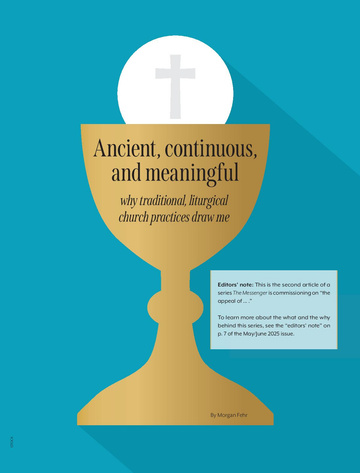 Ancient, continuous,
and meaningful
why traditional, liturgical
church practices draw me
Editors' note: This is the second article of a
series The Messenger is commissioning on "the
appeal of ... ."
To learn more about the what and the why
behind this series, see the "editors' note" on
p. 7 of the May/June 2025 issue.
By Morgan Fehr